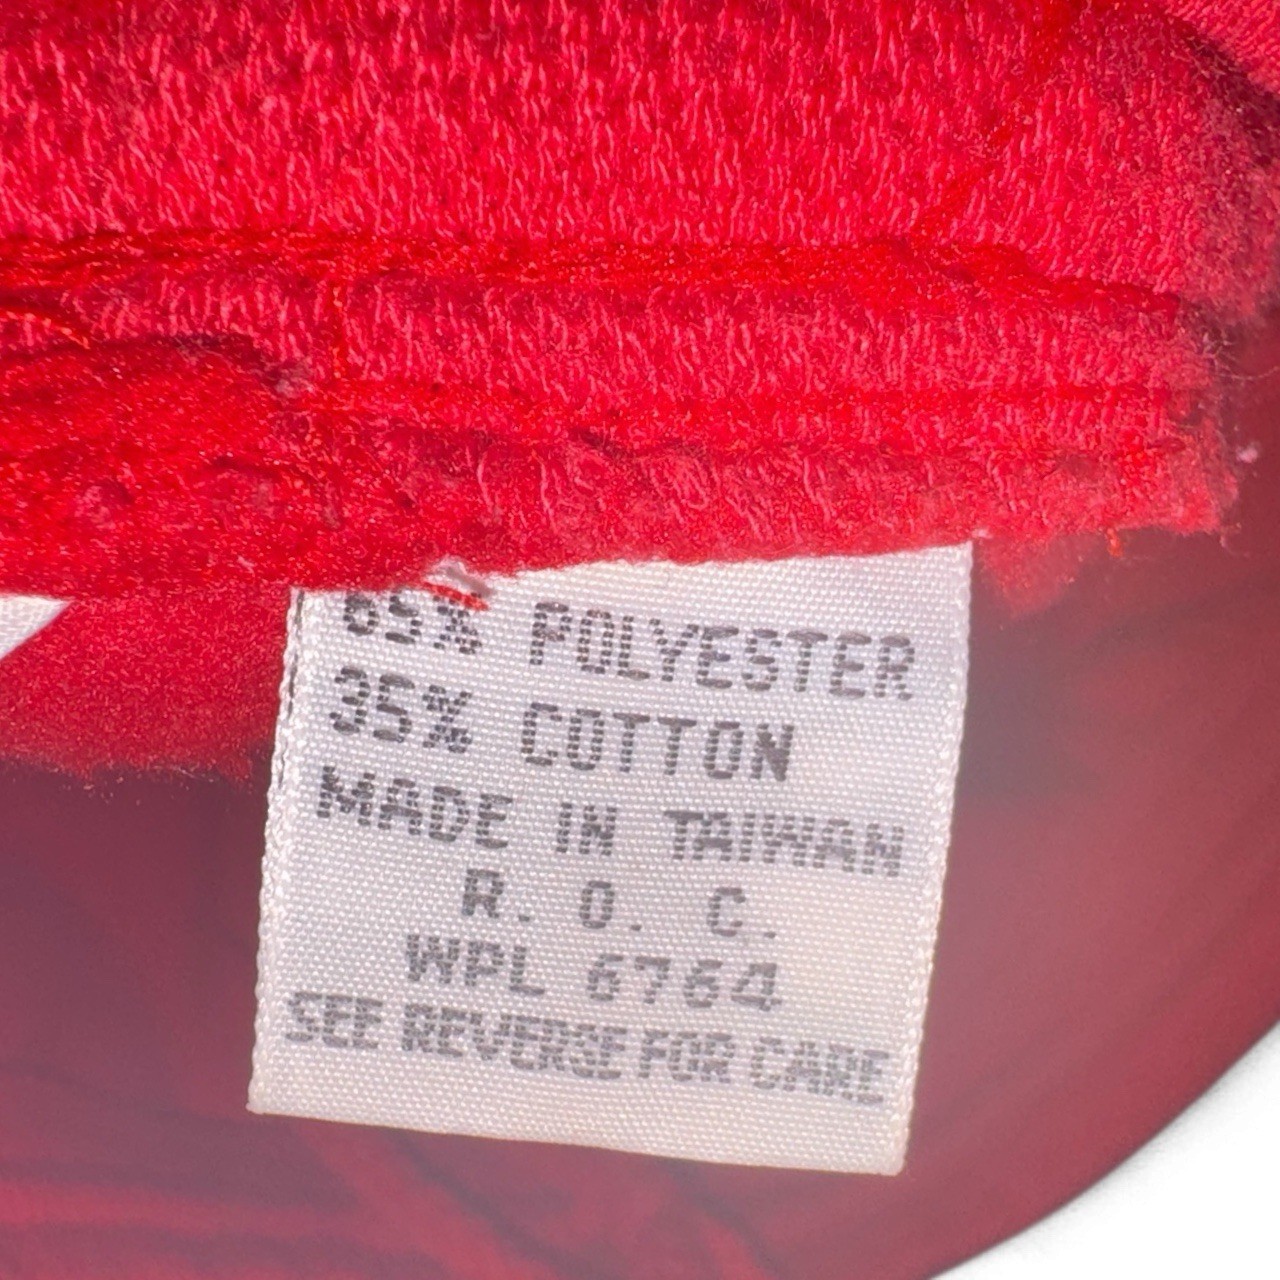 65% POLYESTER
35% COTTON
MADE IN TAIWAN
R. O. C.
WPL 6764
SEE REVERSE FOR CARE